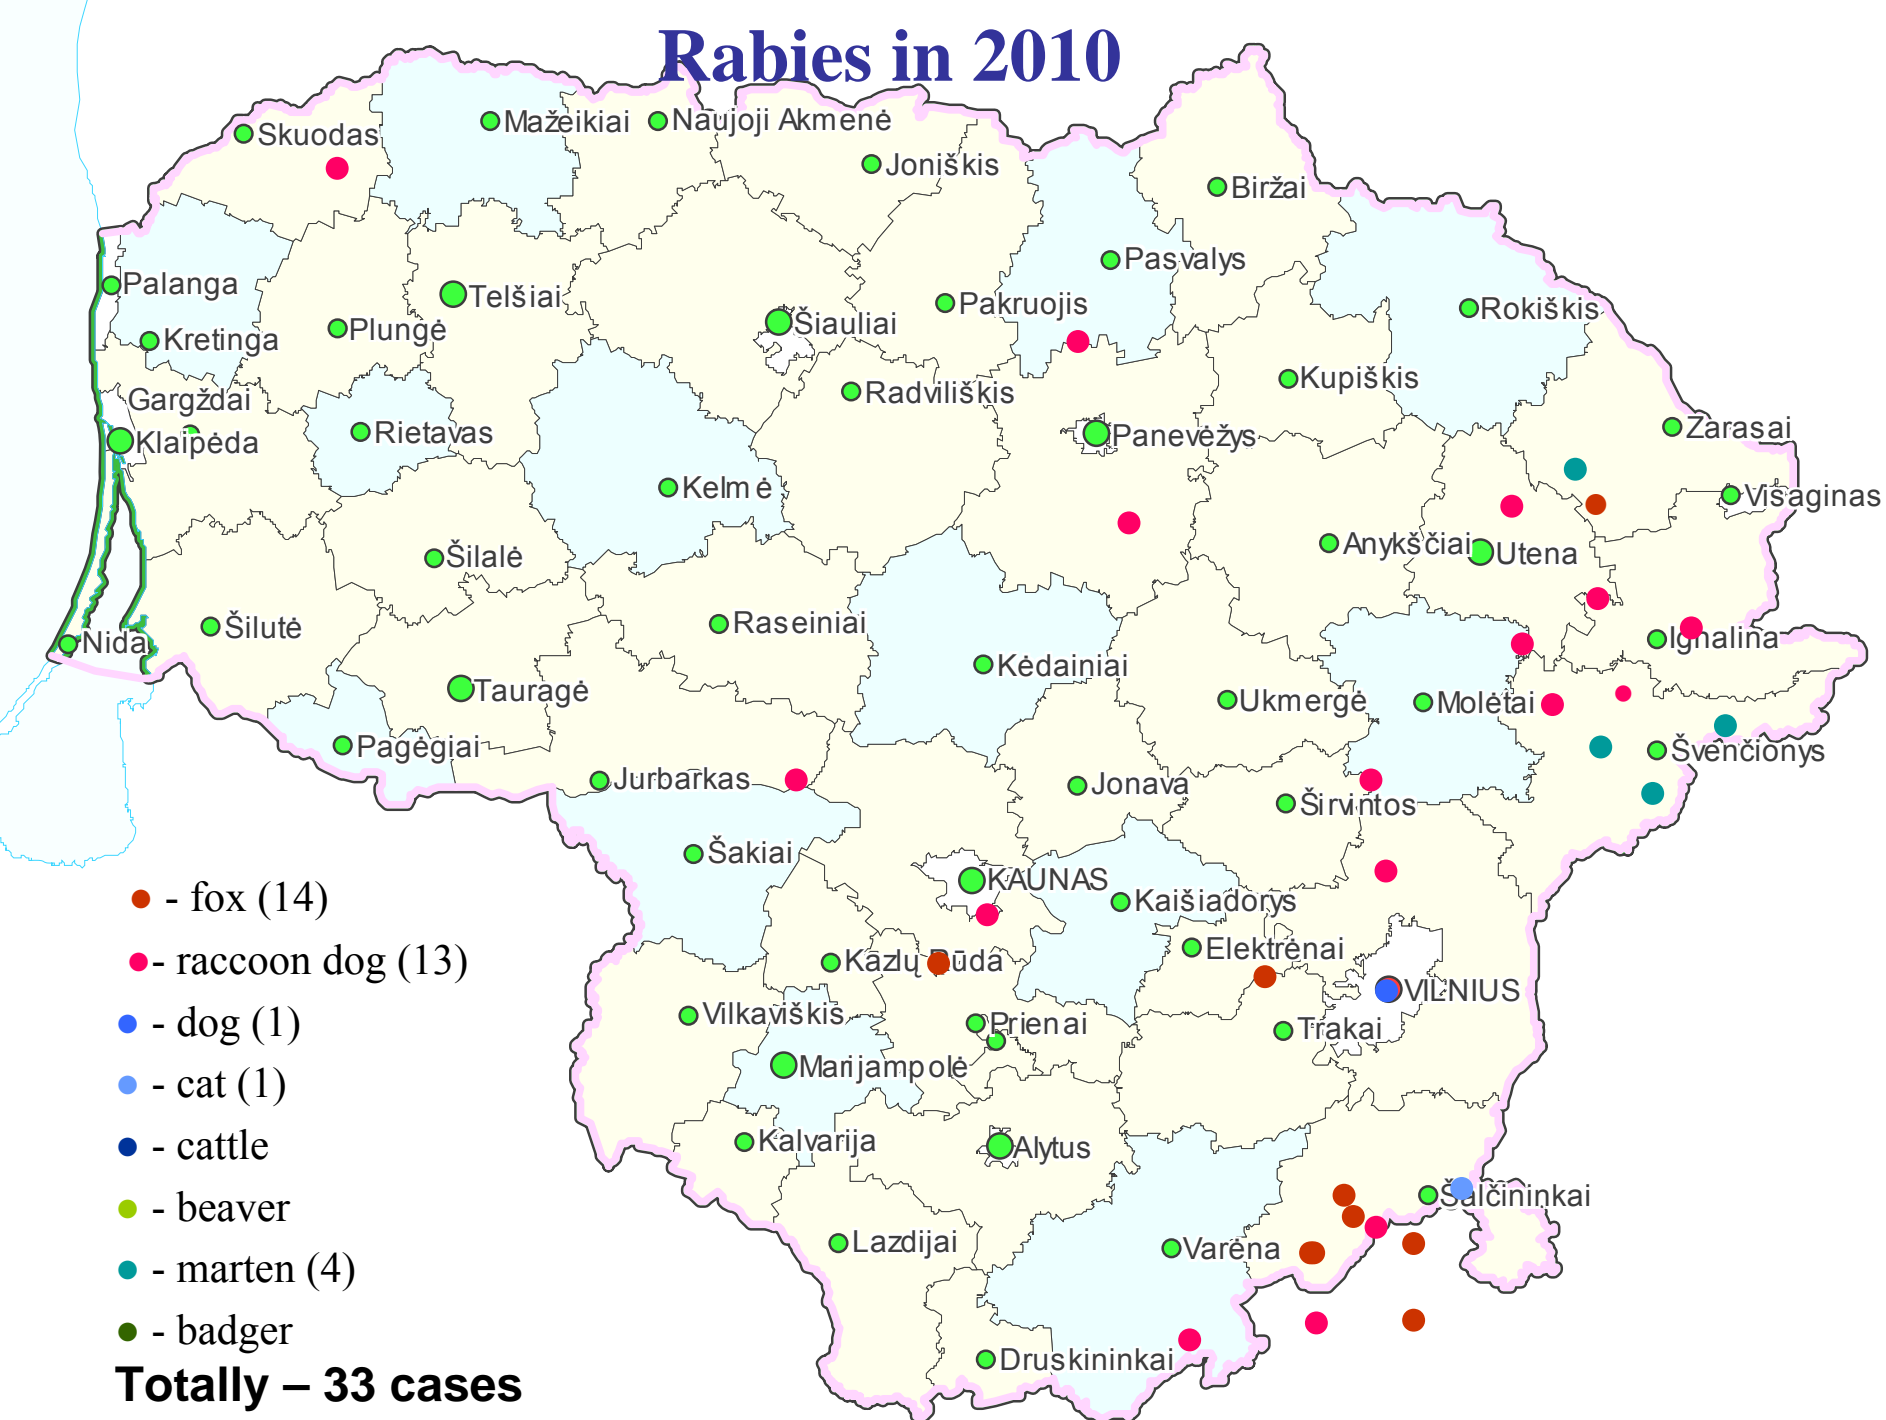 Rabies in 2010
Skuodas
Mažeikiai
Naujoji Akmenė
Joniškis
Biržai
Palanga
Telšiai
Pasvalys
Kretinga
Plungė
Šiauliai
Pakruojis
Rokiškis
Gargždai
Radviliškis
Kupiškis
Klaipėda
Rietavas
Panevėžys
Zarasai
Kelmė
Visaginas
Šilalė
Anykščiai
Utena
Nida
Šilutė
Raseiniai
Ignalina
Tauragė
Kėdainiai
Ukmergė
Molėtai
Pagėgiai
Jurbarkas
Jonava
Širvintos
Švenčionys
Šakiai
KAUNAS
Kaišiadorys
Elektrėnai
Kazlų Rūda
VILNIUS
Vilkaviškis
Prienai
Trakai
Marijampolė
Kalvarija
Alytus
Šalčininkai
Lazdijai
Varėna
Druskininkai
- fox (14)
- raccoon dog (13)
- dog (1)
- cat (1)
- cattle
- beaver
- marten (4)
- badger
Totally – 33 cases